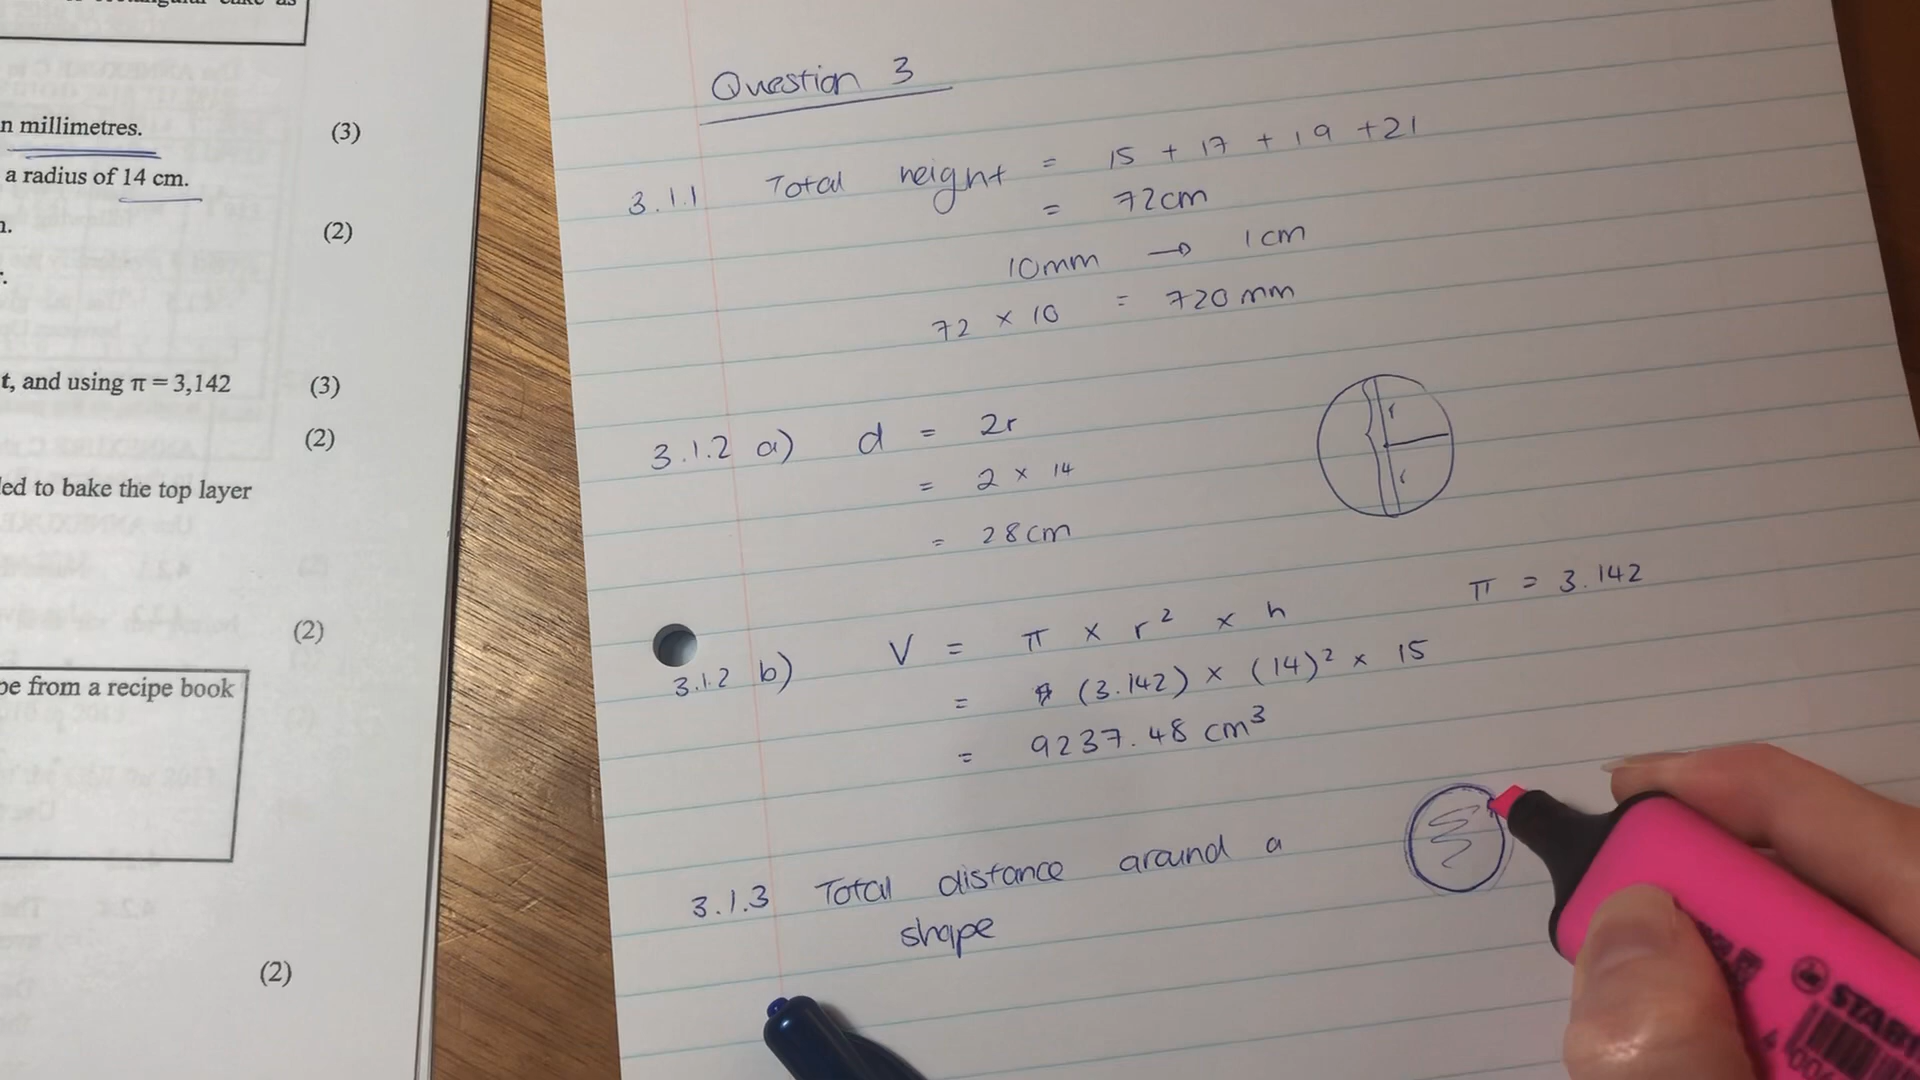 n millimetres. (3)
a radius of 14 cm.
(2)
t, and using π = 3,142 (3)
(2)
ed to bake the top layer
(2)
pe from a recipe book
(2)
Question 3
3.1.1 Total height = 15 + 17 + 19 + 21
= 72cm
10mm → 1cm
72 × 10 = 720mm
3.1.2 a) d = 2r
= 2 × 14
= 28cm
r
r
π = 3.142
3.1.2 b) V = π × r² × h
= (3.142) × (14)² × 15
= 9237.48 cm³
3.1.3 Total distance around a
shape
STAB